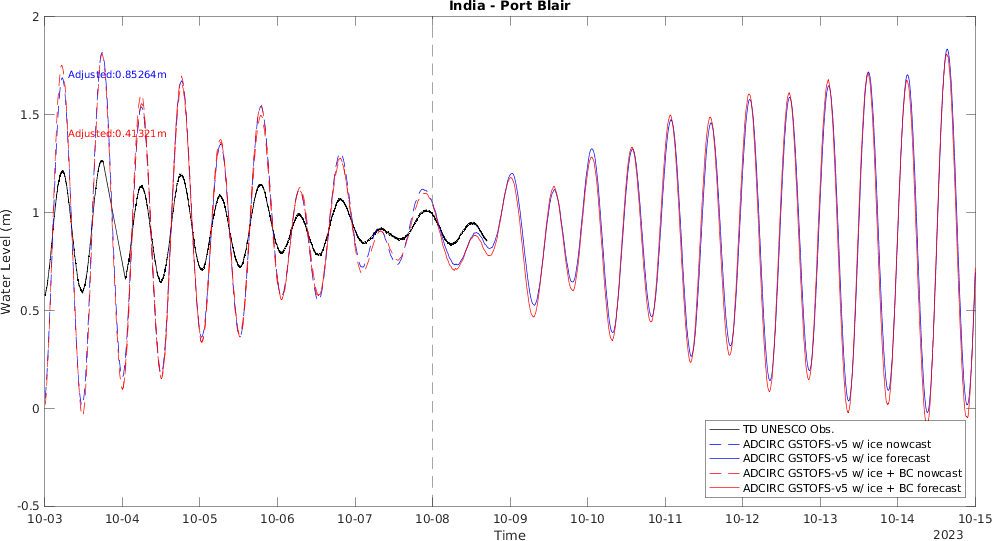 India - Port Blair
2
1.5
1
0.5
0
-0.5
Water Level (m)
Adjusted:0.85264m
Adjusted:0.41321m
TD UNESCO Obs.
ADCIRC GSTOFS-v5 w/ ice nowcast
ADCIRC GSTOFS-v5 w/ ice forecast
ADCIRC GSTOFS-v5 w/ ice + BC nowcast
ADCIRC GSTOFS-v5 w/ ice + BC forecast
10-03 10-04 10-05 10-06 10-07 10-08 10-09 10-10 10-11 10-12 10-13 10-14 10-15
Time
2023